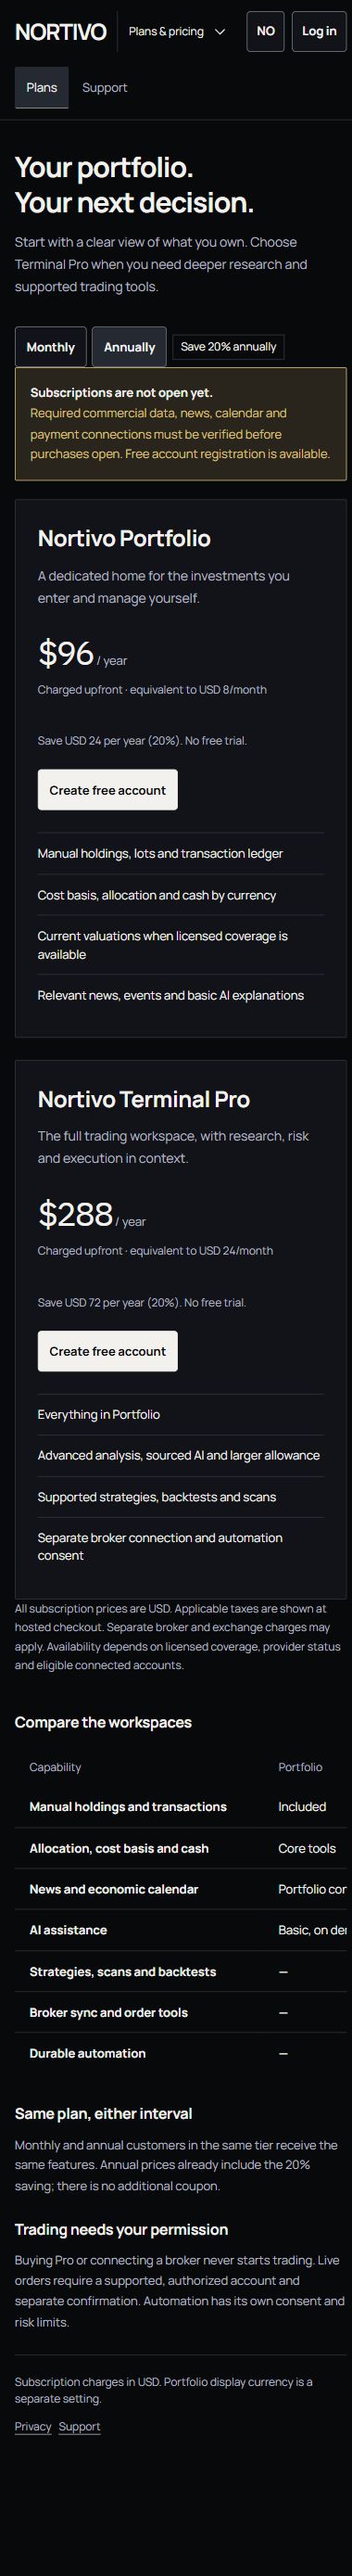 NORTIVO
Plans & pricing
NO
Log in
Plans
Support
Your portfolio.
Your next decision.
Start with a clear view of what you own. Choose
Terminal Pro when you need deeper research and
supported trading tools.
Monthly
Annually
Save 20% annually
Subscriptions are not open yet.
Required commercial data, news, calendar and
payment connections must be verified before
purchases open. Free account registration is available.
Nortivo Portfolio
A dedicated home for the investments you
enter and manage yourself.
$96 / year
Charged upfront · equivalent to USD 8/month
Save USD 24 per year (20%). No free trial.
Create free account
Manual holdings, lots and transaction ledger
Cost basis, allocation and cash by currency
Current valuations when licensed coverage is
available
Relevant news, events and basic AI explanations
Nortivo Terminal Pro
The full trading workspace, with research, risk
and execution in context.
$288 / year
Charged upfront · equivalent to USD 24/month
Save USD 72 per year (20%). No free trial.
Create free account
Everything in Portfolio
Advanced analysis, sourced AI and larger allowance
Supported strategies, backtests and scans
Separate broker connection and automation
consent
All subscription prices are USD. Applicable taxes are shown at
hosted checkout. Separate broker and exchange charges may
apply. Availability depends on licensed coverage, provider status
and eligible connected accounts.
Compare the workspaces
Capability Portfolio
Manual holdings and transactions Included
Allocation, cost basis and cash Core tools
News and economic calendar Portfolio
AI assistance Basic, on
Strategies, scans and backtests —
Broker sync and order tools —
Durable automation —
Same plan, either interval
Monthly and annual customers in the same tier receive the
same features. Annual prices already include the 20%
saving; there is no additional coupon.
Trading needs your permission
Buying Pro or connecting a broker never starts trading. Live
orders require a supported, authorized account and
separate confirmation. Automation has its own consent and
risk limits.
Subscription charges in USD. Portfolio display currency is a
separate setting.
Privacy Support